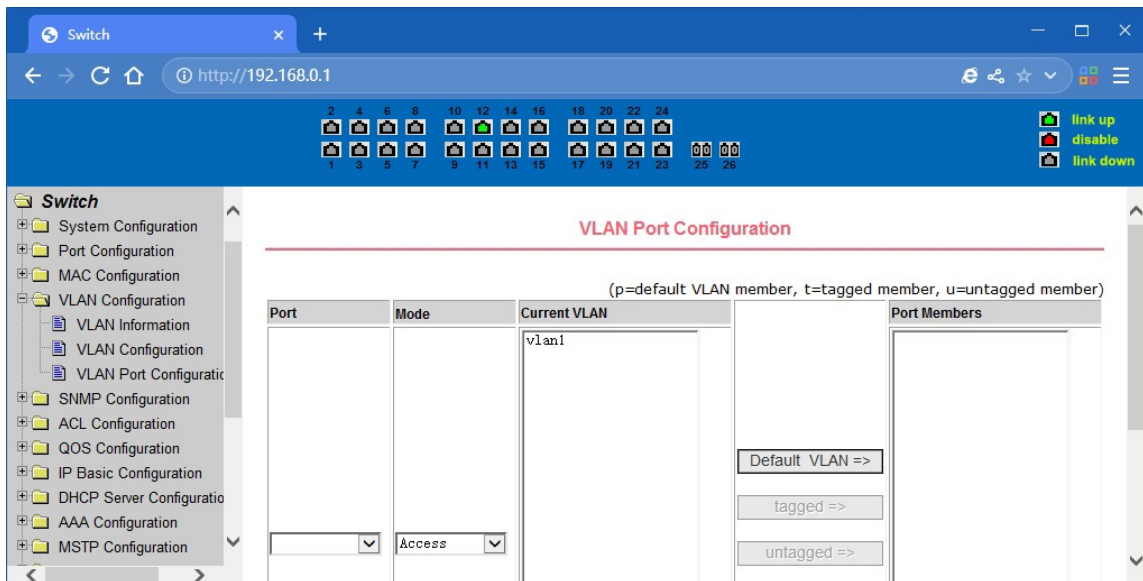 Switch
http://192.168.0.1
2 4 6 8 10 12 14 16 18 20 22 24
1 3 5 7 9 11 13 15 17 19 21 23 25 26
link up
disable
link down
Switch
System Configuration
Port Configuration
MAC Configuration
VLAN Configuration
VLAN Information
VLAN Configuration
VLAN Port Configuratio
SNMP Configuration
ACL Configuration
QOS Configuration
IP Basic Configuration
DHCP Server Configuratio
AAA Configuration
MSTP Configuration
VLAN Port Configuration
(p=default VLAN member, t=tagged member, u=untagged member)
Port Mode Current VLAN Port Members
vlan1
Default VLAN =>
tagged =>
Access
untagged =>